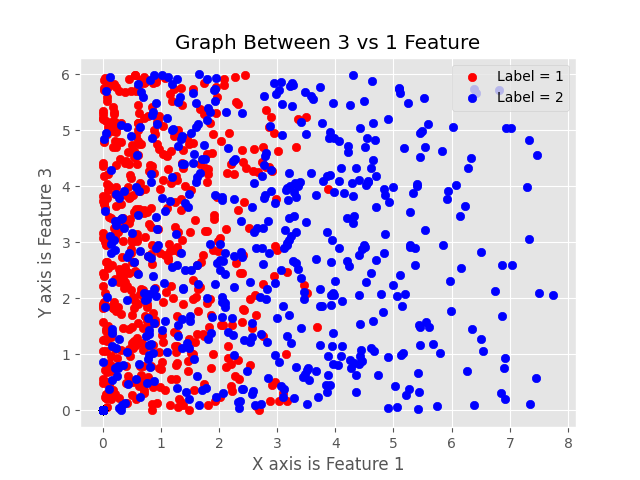 Graph Between 3 vs 1 Feature
Label = 1
Label = 2
Y axis is Feature 3
6
5
4
3
2
1
0
0 1 2 3 4 5 6 7 8
X axis is Feature 1